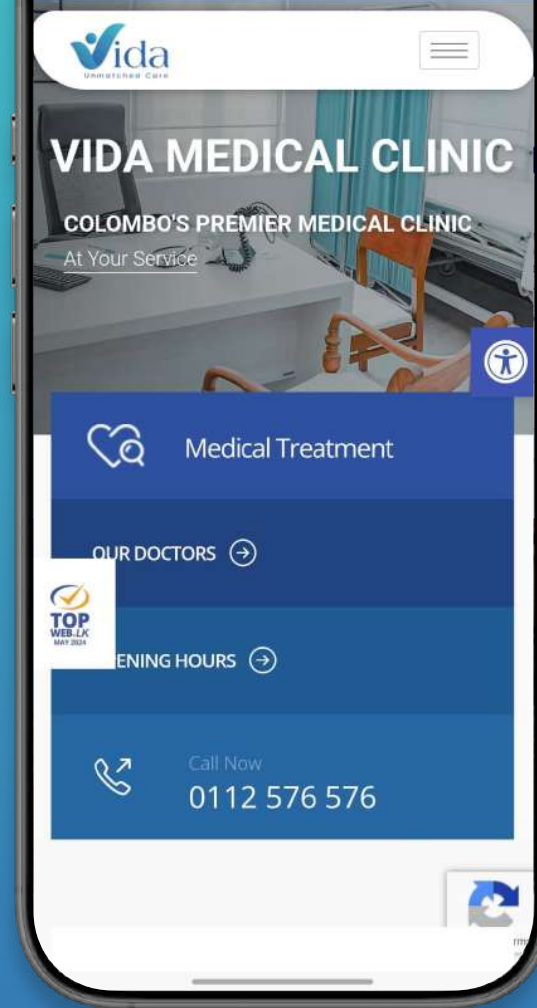 Vida
Unmatched Care
VIDA MEDICAL CLINIC
COLOMBO'S PREMIER MEDICAL CLINIC
At Your Service
Medical Treatment
OUR DOCTORS
TOP
WEB.LK
MAY 2024
ENING HOURS
Call Now
0112 576 576